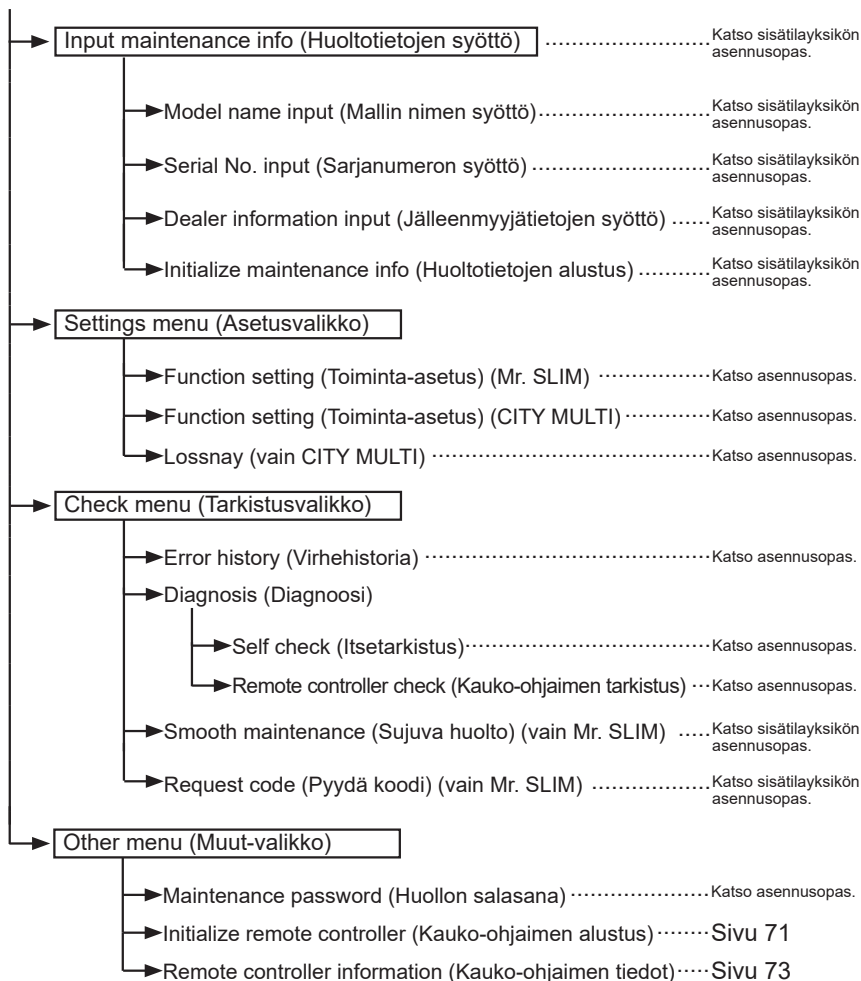 Input maintenance info (Huoltotietojen syöttö) ........................ Katso sisätilayksikön asennusopas.
Model name input (Mallin nimen syöttö) ........................ Katso sisätilayksikön asennusopas.
Serial No. input (Sarjanumeron syöttö) ......................... Katso sisätilayksikön asennusopas.
Dealer information input (Jälleenmyyjätietojen syöttö) ...... Katso sisätilayksikön asennusopas.
Initialize maintenance info (Huoltotietojen alustus) .......... Katso sisätilayksikön asennusopas.
Settings menu (Asetusvalikko)
Function setting (Toiminta-asetus) (Mr. SLIM) ................. Katso asennusopas.
Function setting (Toiminta-asetus) (CITY MULTI) ............. Katso asennusopas.
Lossnay (vain CITY MULTI) ........................................ Katso asennusopas.
Check menu (Tarkistusvalikko)
Error history (Virhehistoria) ......................................... Katso asennusopas.
Diagnosis (Diagnoosi)
Self check (Itsetarkistus) ................................... Katso asennusopas.
Remote controller check (Kauko-ohjaimen tarkistus) ... Katso asennusopas.
Smooth maintenance (Sujuva huolto) (vain Mr. SLIM) ..... Katso sisätilayksikön asennusopas.
Request code (Pyydä koodi) (vain Mr. SLIM) ................. Katso sisätilayksikön asennusopas.
Other menu (Muut-valikko)
Maintenance password (Huollon salasana) ..................... Katso asennusopas.
Initialize remote controller (Kauko-ohjaimen alustus) ........ Sivu 71
Remote controller information (Kauko-ohjaimen tiedot) ..... Sivu 73